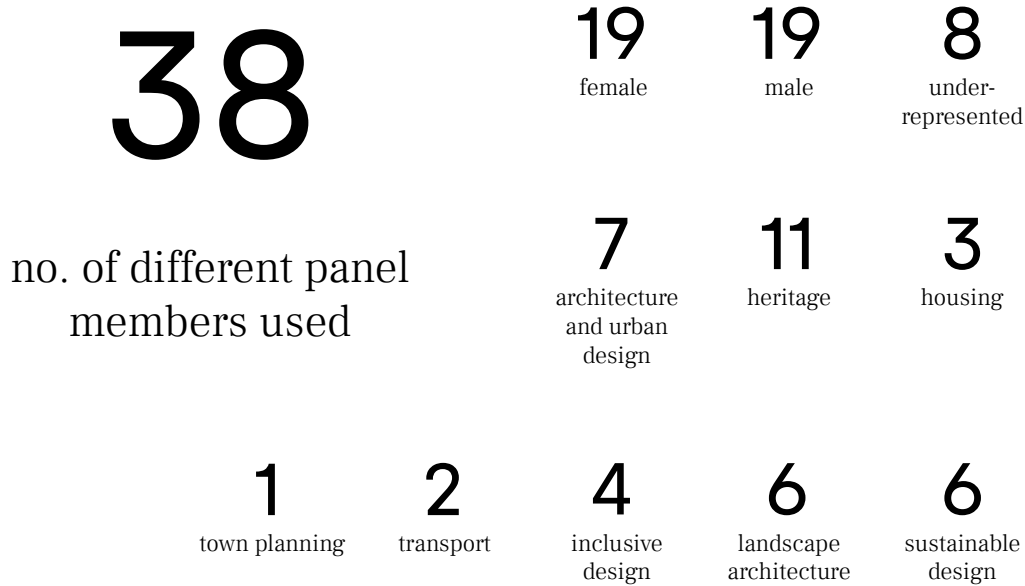 38
no. of different panel
members used
19
female
19
male
8
under-
represented
7
architecture
and urban
design
11
heritage
3
housing
1
town planning
2
transport
4
inclusive
design
6
landscape
architecture
6
sustainable
design